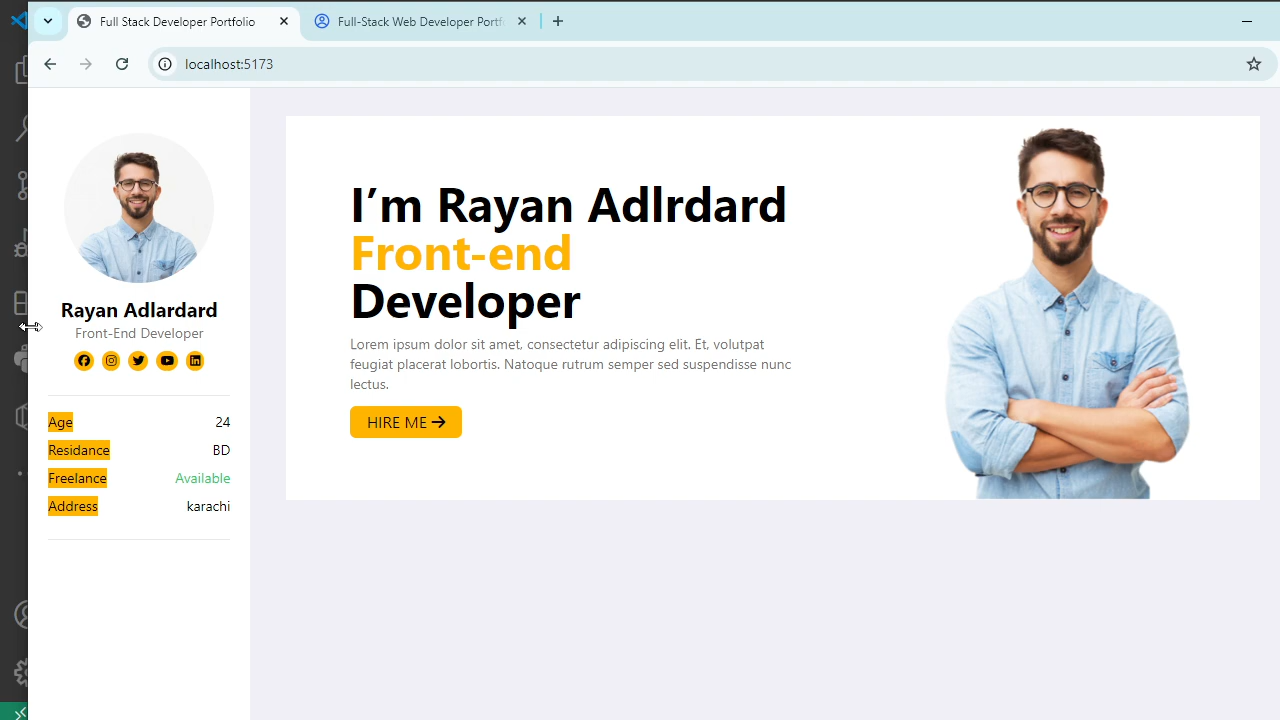 Full Stack Developer Portfolio
Full-Stack Web Developer Portf
localhost:5173
Rayan Adlardard
Front-End Developer
Age 24
Residance BD
Freelance Available
Address karachi
I’m Rayan Adlrdard
Front-end
Developer
Lorem ipsum dolor sit amet, consectetur adipiscing elit. Et, volutpat
feugiat placerat lobortis. Natoque rutrum semper sed suspendisse nunc
lectus.
HIRE ME